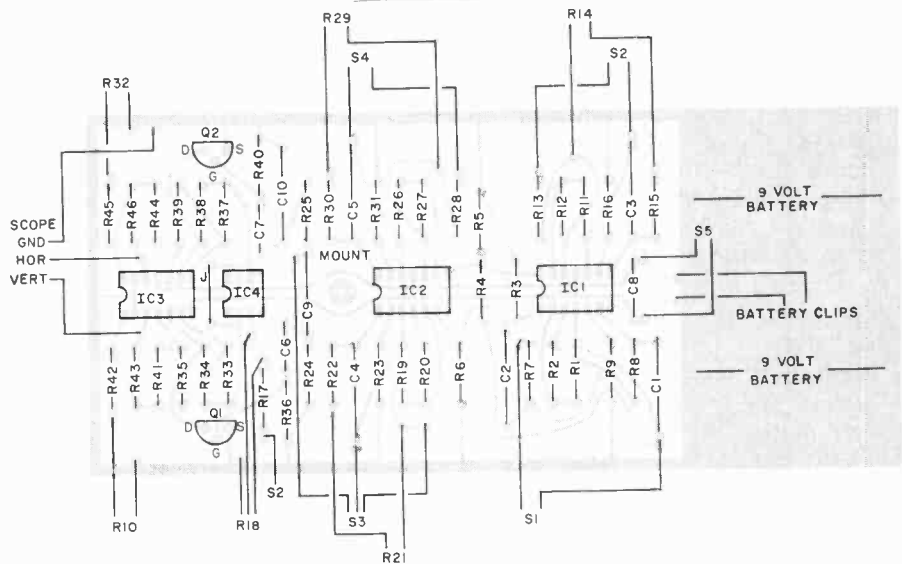 R29
R14
S4
S2
R32
Q2
D
S
G
R40
C10
R45
R46
R44
R39
R38
R37
C7
R25
R30
C5
R31
R26
R27
R28
R5
R13
R12
R11
R16
C3
R15
9 VOLT
BATTERY
SCOPE
GND
HOR
VERT
MOUNT
S5
IC3
J
IC4
C9
IC2
R4
R3
IC1
C8
BATTERY CLIPS
R42
R43
R41
R35
R34
R33
R17
C6
R36
R24
R22
C4
R23
R19
R20
R6
C2
R7
R2
R1
R9
R8
C1
9 VOLT
BATTERY
Q1
D
S
G
S2
R10
R18
S3
R21
S1